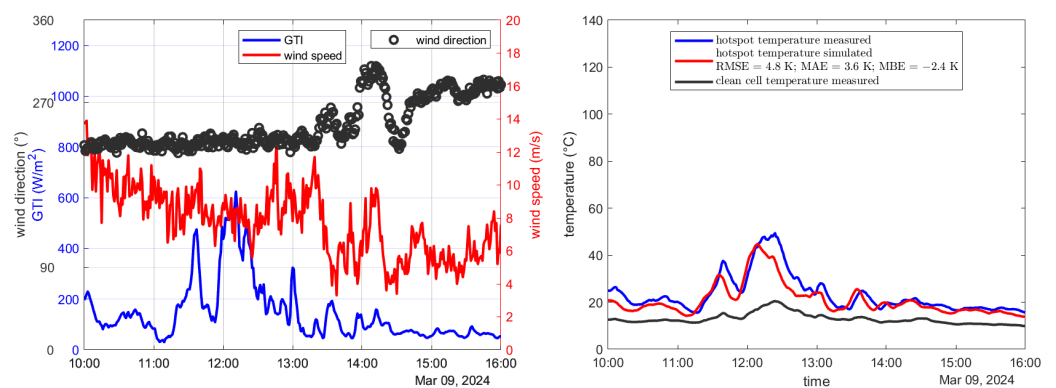 360
270
90
0
wind direction (°)
1200
1000
800
600
400
200
0
GTI (W/m²)
GTI
wind speed
wind direction
20
18
16
14
12
10
8
6
4
2
0
wind speed (m/s)
10:00 11:00 12:00 13:00 14:00 15:00 16:00
Mar 09, 2024
140
120
100
80
60
40
20
0
temperature (°C)
hotspot temperature measured
hotspot temperature simulated
RMSE = 4.8 K; MAE = 3.6 K; MBE = −2.4 K
clean cell temperature measured
10:00 11:00 12:00 13:00 14:00 15:00 16:00
time
Mar 09, 2024